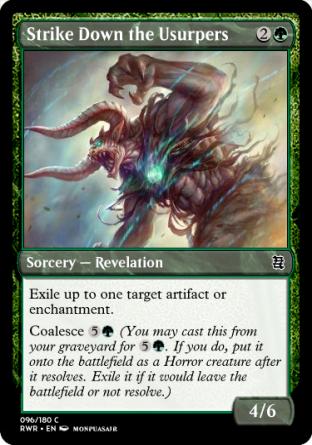 Strike Down the Usurpers 2
Sorcery — Revelation
Exile up to one target artifact or
enchantment.
Coalesce 5 (You may cast this from
your graveyard for 5. If you do, put it
onto the battlefield as a Horror creature after
it resolves. Exile it if it would leave the
battlefield or not resolve.)
4/6
096/180 C
RWR • EN MONPUASAJR